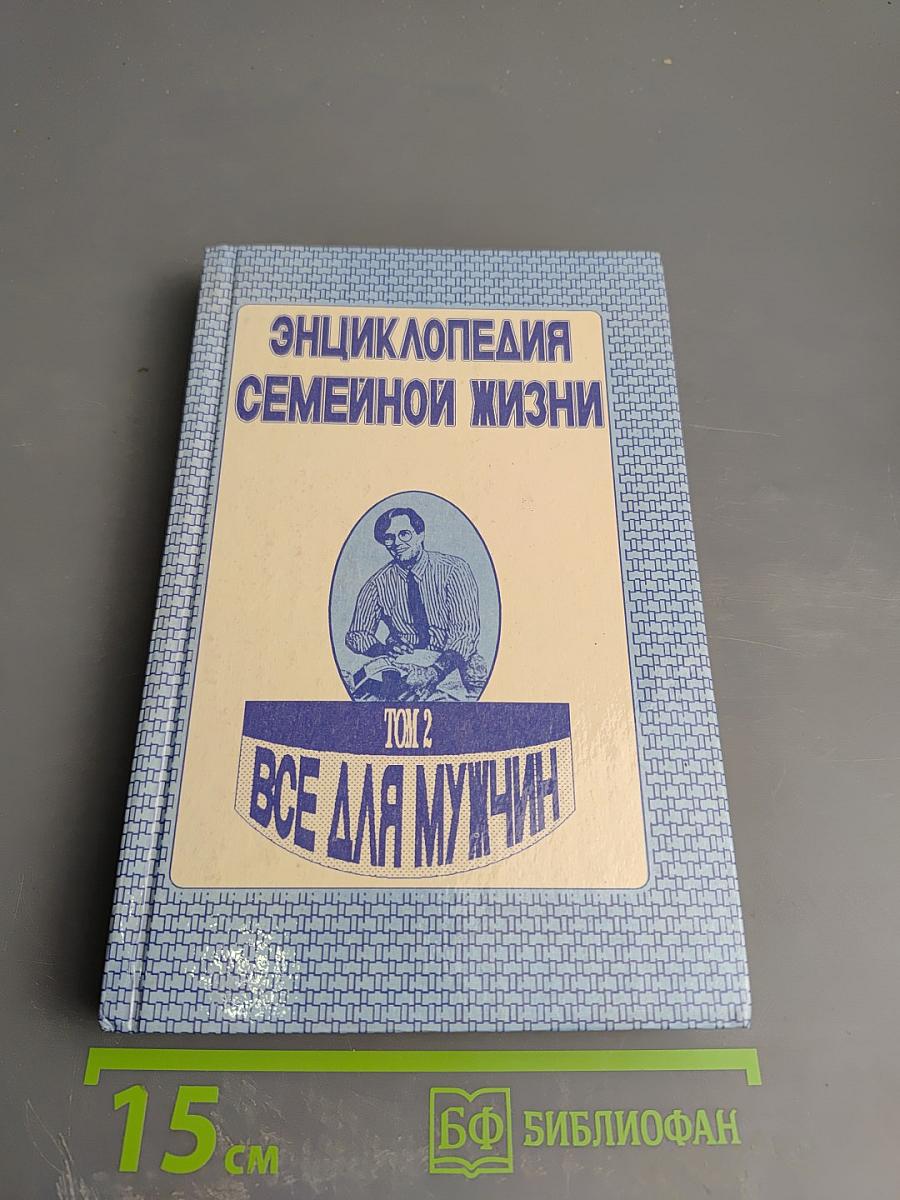 ЭНЦИКЛОПЕДИЯ
СЕМЕЙНОЙ ЖИЗНИ
ТОМ 2
ВСЕ ДЛЯ МУЖЧИН
15 см
БФ БИБЛИОФАН